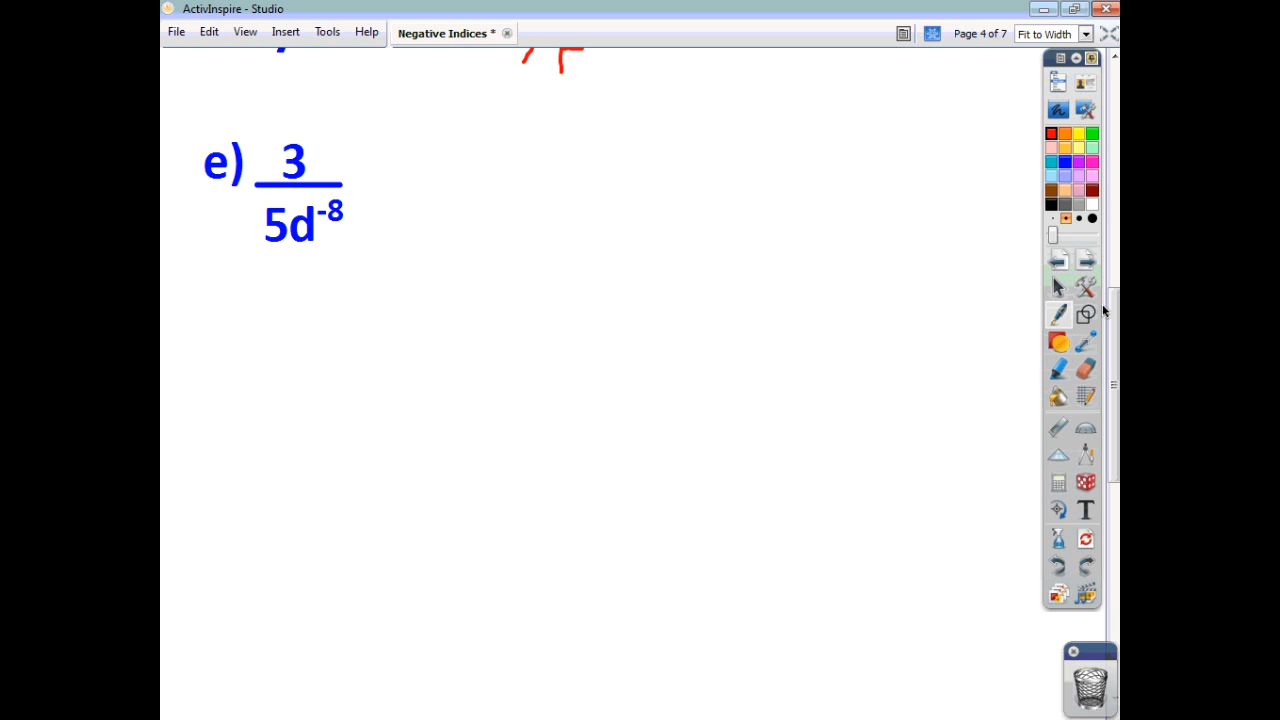 ActivInspire - Studio
File Edit View Insert Tools Help
Negative Indices *
Page 4 of 7
Fit to Width
e) 3
5d⁻⁸